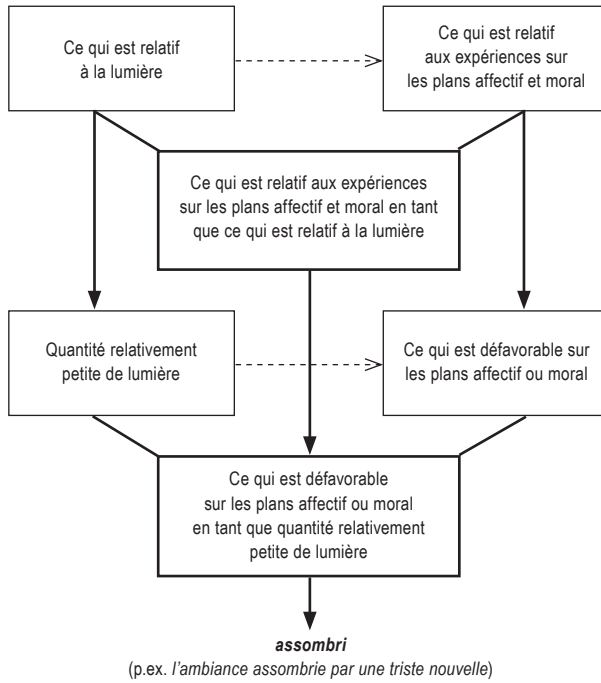 Ce qui est relatif
à la lumière
Ce qui est relatif
aux expériences sur
les plans affectif et moral
Ce qui est relatif aux expériences
sur les plans affectif et moral en tant
que ce qui est relatif à la lumière
Quantité relativement
petite de lumière
Ce qui est défavorable sur
les plans affectif ou moral
Ce qui est défavorable
sur les plans affectif ou moral
en tant que quantité relativement
petite de lumière
assombri
(p.ex. l'ambiance assombrie par une triste nouvelle)